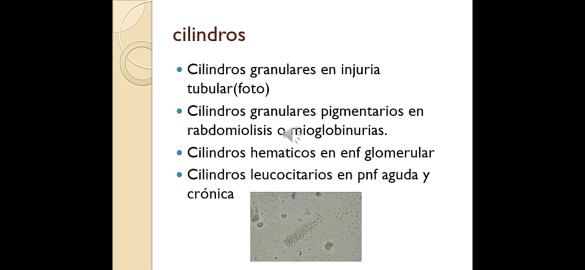 cilindros
Cilindros granulares en injuria
tubular(foto)
Cilindros granulares pigmentarios en
rabdomiolisis o mioglobinurias.
Cilindros hematicos en enf glomerular
Cilindros leucocitarios en pnf aguda y
crónica